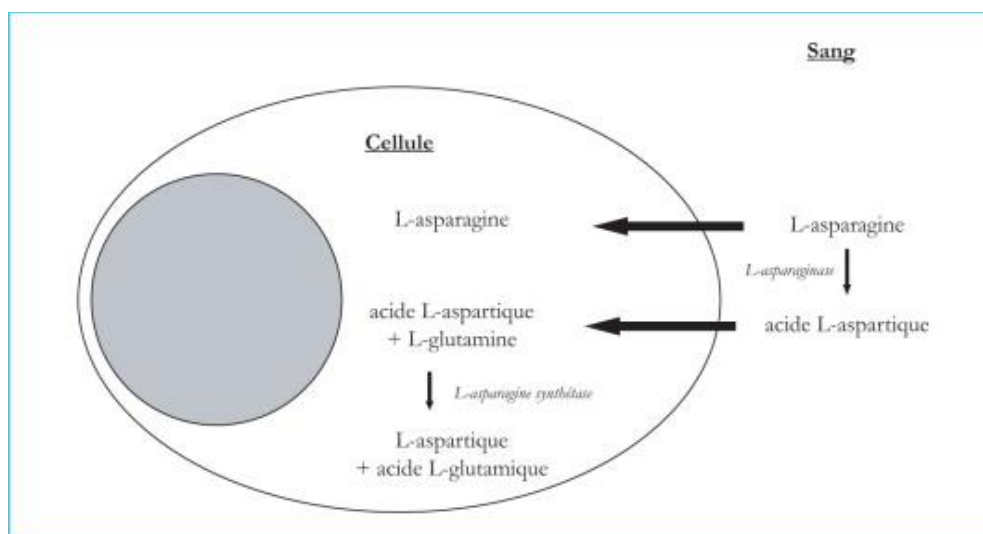 Sang
Cellule
L-asparagine
L-asparagine
L-asparaginase
acide L-aspartique
+ L-glutamine
acide L-aspartique
L-asparagine synthétase
L-aspartique
+ acide L-glutamique